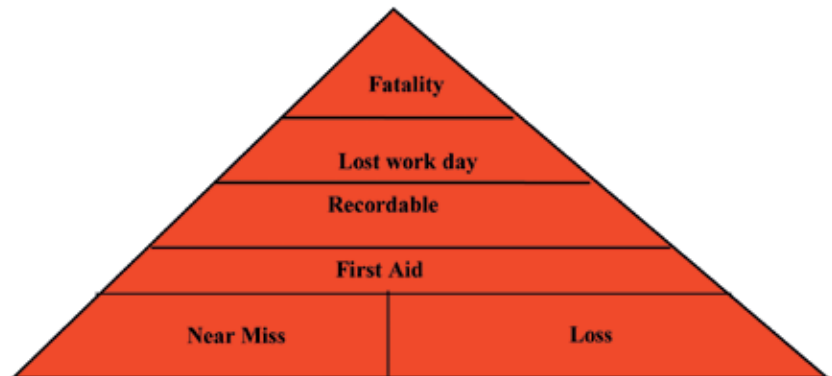 Fatality
Lost work day
Recordable
First Aid
Near Miss
Loss